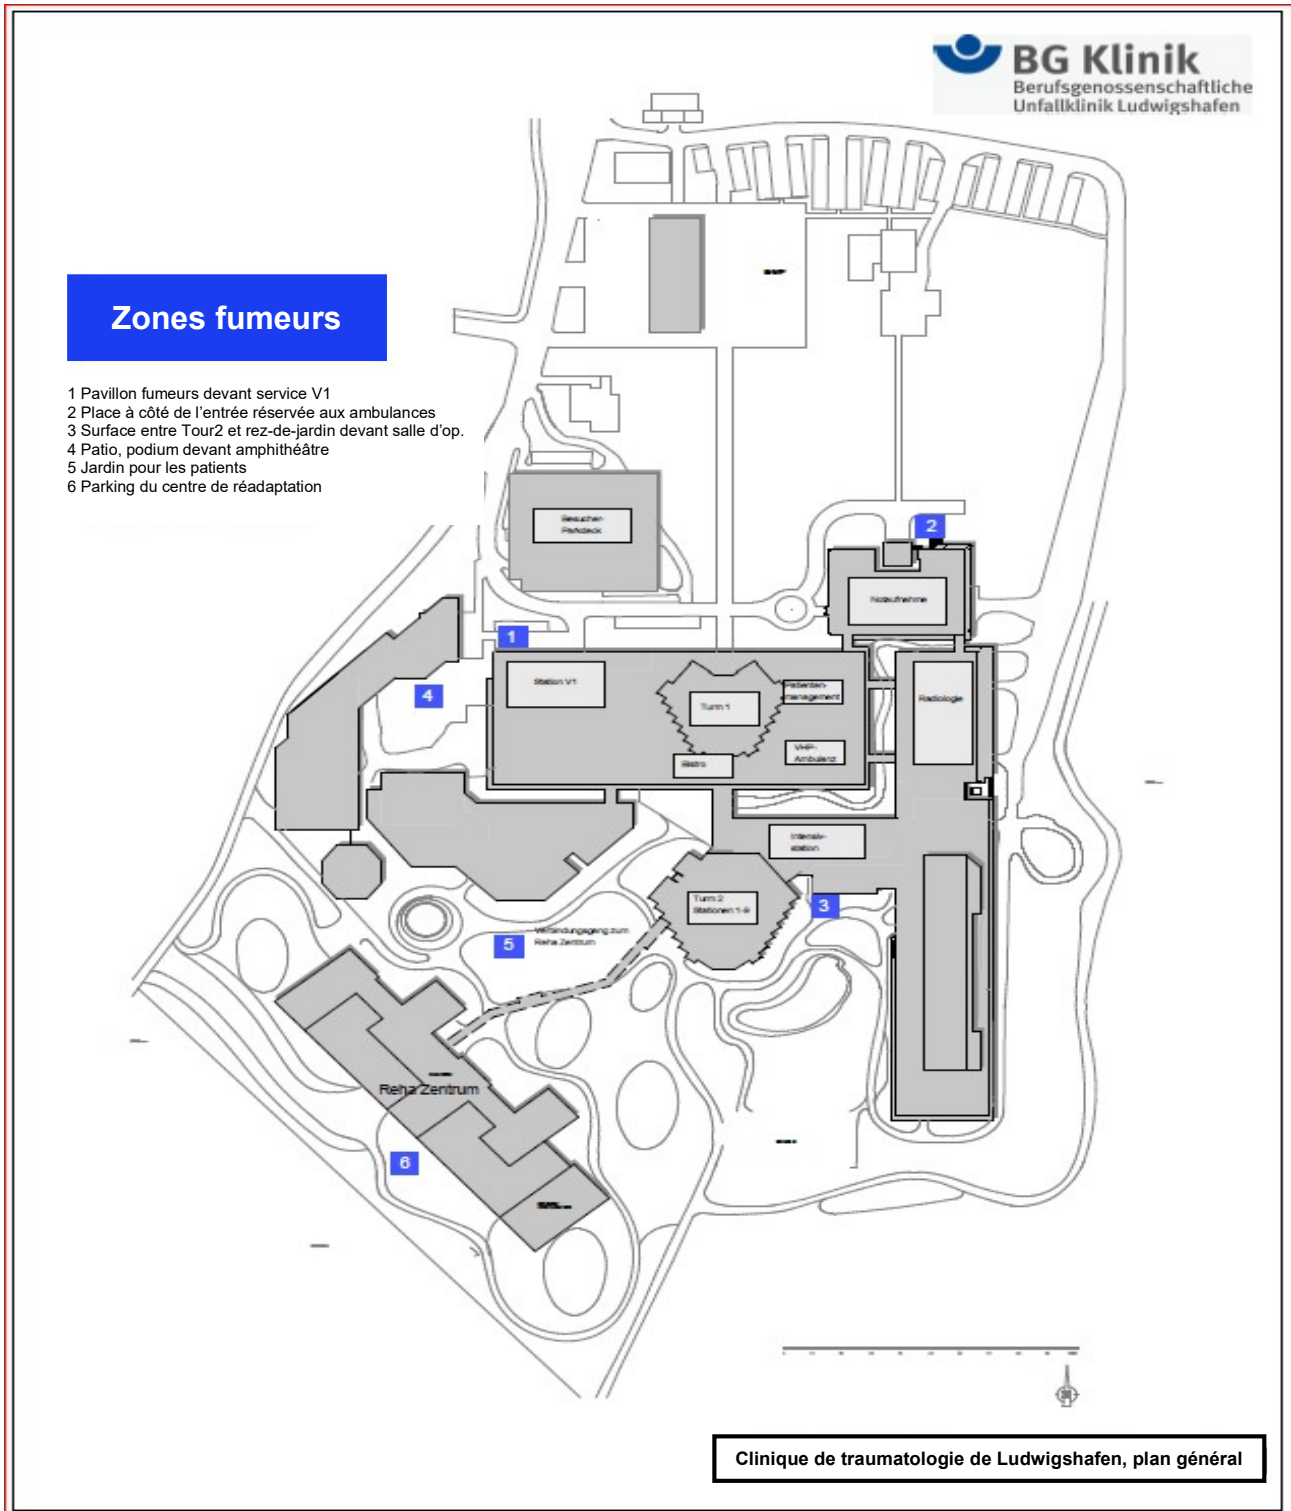 BG Klinik
Berufsgenossenschaftliche
Unfallklinik Ludwigshafen
Zones fumeurs
1 Pavillon fumeurs devant service V1
2 Place à côté de l’entrée réservée aux ambulances
3 Surface entre Tour2 et rez-de-jardin devant salle d’op.
4 Patio, podium devant amphithéâtre
5 Jardin pour les patients
6 Parking du centre de réadaptation
Besucher-
Parkdeck
2
Notaufnahme
1
Station V1
Patienten-
management
Radiologie
4
Turm 1
VHP-
Ambulanz
Bistro
Intensiv-
station
Turm 2
Stationen 1-9
3
5
Verbindungsgang zum
Reha Zentrum
Reha Zentrum
6
Clinique de traumatologie de Ludwigshafen, plan général